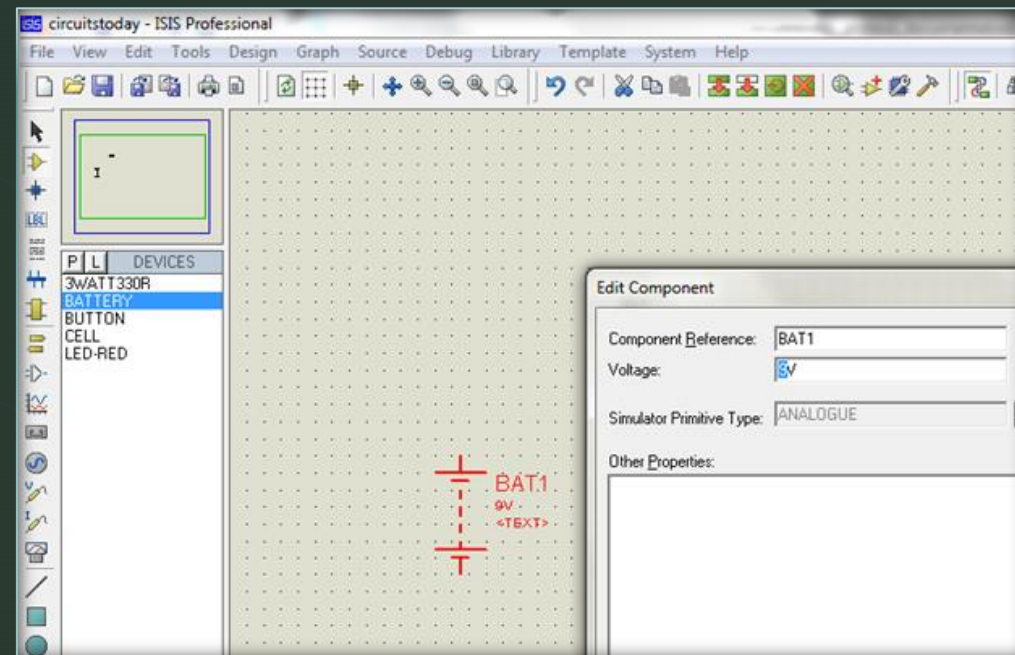 ISIS circuitstoday - ISIS Professional
File View Edit Tools Design Graph Source Debug Library Template System Help
LBL
P L DEVICES
3WATT330R
BATTERY
BUTTON
CELL
LED-RED
BAT1
9V
<TEXT>
Edit Component
Component Reference: BAT1
Voltage: 9V
Simulator Primitive Type: ANALOGUE
Other Properties: